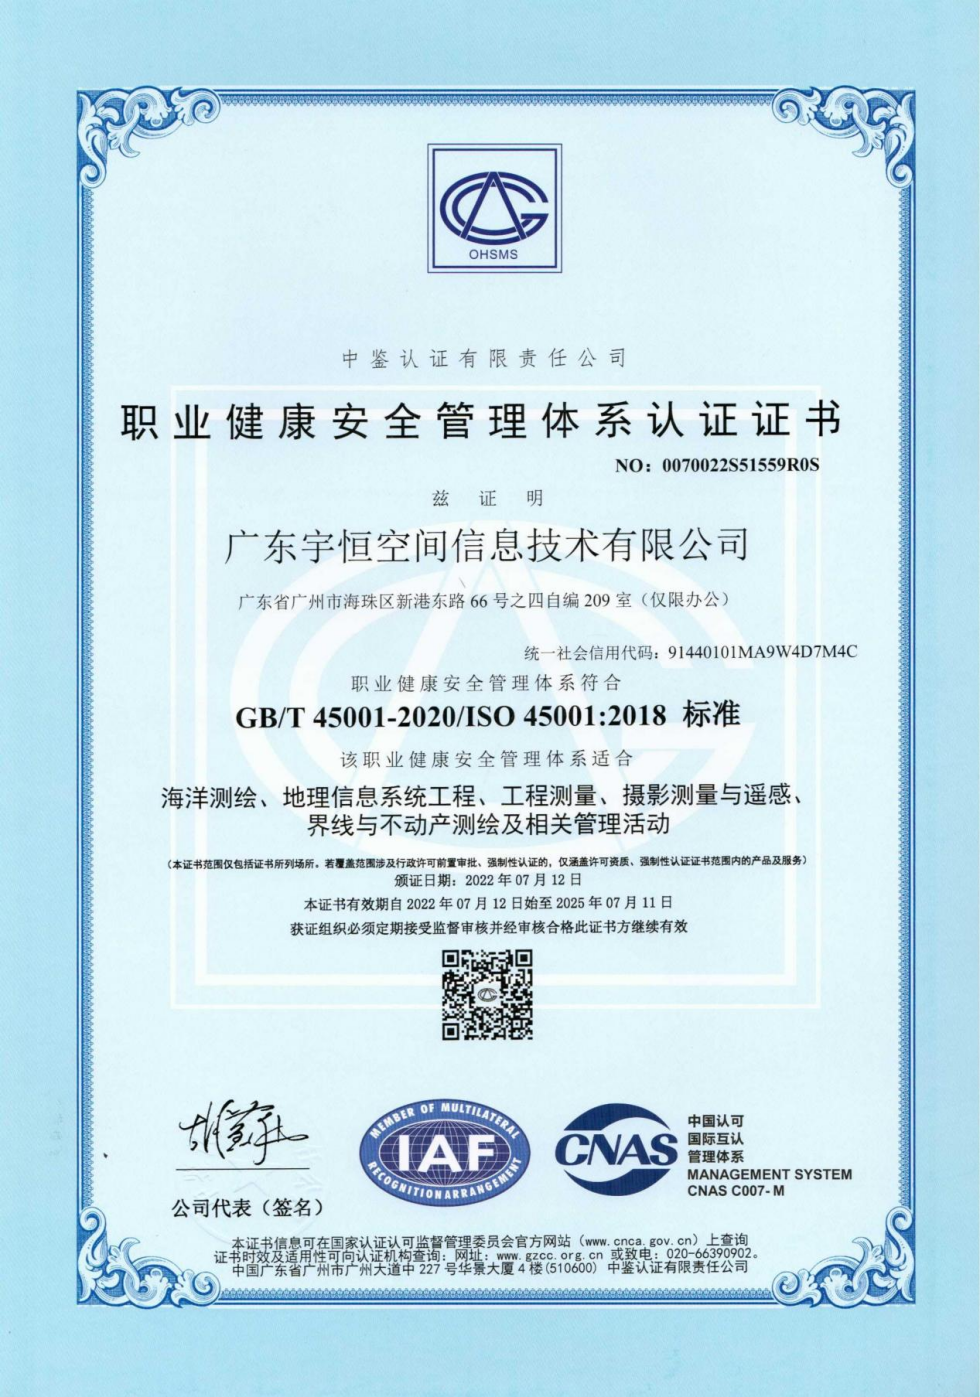 OHSMS
中鉴认证有限责任公司
职业健康安全管理体系认证证书
NO: 0070022S51559R0S
兹 证 明
广东宇恒空间信息技术有限公司
广东省广州市海珠区新港东路 66 号之四自编 209 室（仅限办公）
统一社会信用代码：91440101MA9W4D7M4C
职业健康安全管理体系符合
GB/T 45001-2020/ISO 45001:2018 标准
该职业健康安全管理体系适合
海洋测绘、地理信息系统工程、工程测量、摄影测量与遥感、
界线与不动产测绘及相关管理活动
（本证书范围仅包括证书所列场所。若覆盖范围涉及行政许可前置审批、强制性认证的，仅涵盖许可资质、强制性认证证书范围内的产品及服务）
颁证日期：2022 年 07 月 12 日
本证书有效期自 2022 年 07 月 12 日始至 2025 年 07 月 11 日
获证组织必须定期接受监督审核并经审核合格此证书方继续有效
公司代表（签名）
MEMBER OF MULTILATERAL
IAF
RECOGNITION ARRANGEMENT
CNAS
中国认可
国际互认
管理体系
MANAGEMENT SYSTEM
CNAS C007-M
本证书信息可在国家认证认可监督管理委员会官方网站（www.cnca.gov.cn）上查询
证书时效及适用性可向认证机构查询：网址：www.gzcc.org.cn 或致电：020-66390902。
中国广东省广州市广州大道中 227 号华景大厦 4 楼(510600) 中鉴认证有限责任公司